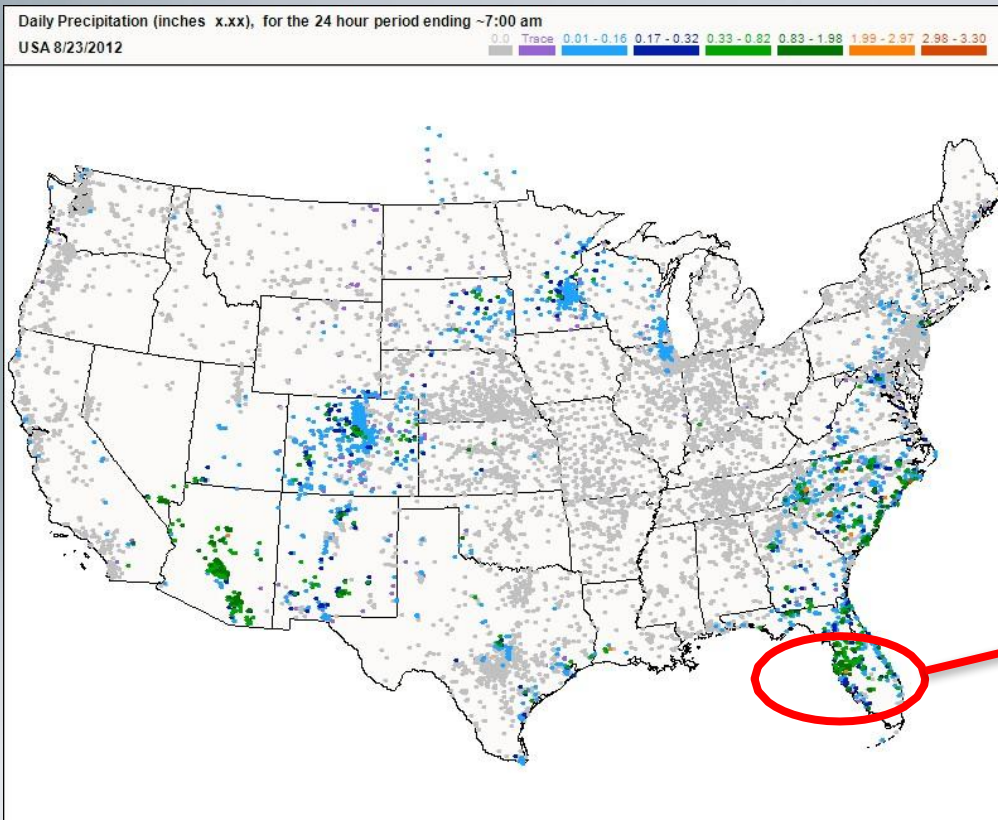 Daily Precipitation (inches x.xx), for the 24 hour period ending ~7:00 am
USA 8/23/2012
0.0 Trace 0.01 - 0.16 0.17 - 0.32 0.33 - 0.82 0.83 - 1.98 1.99 - 2.97 2.98 - 3.30